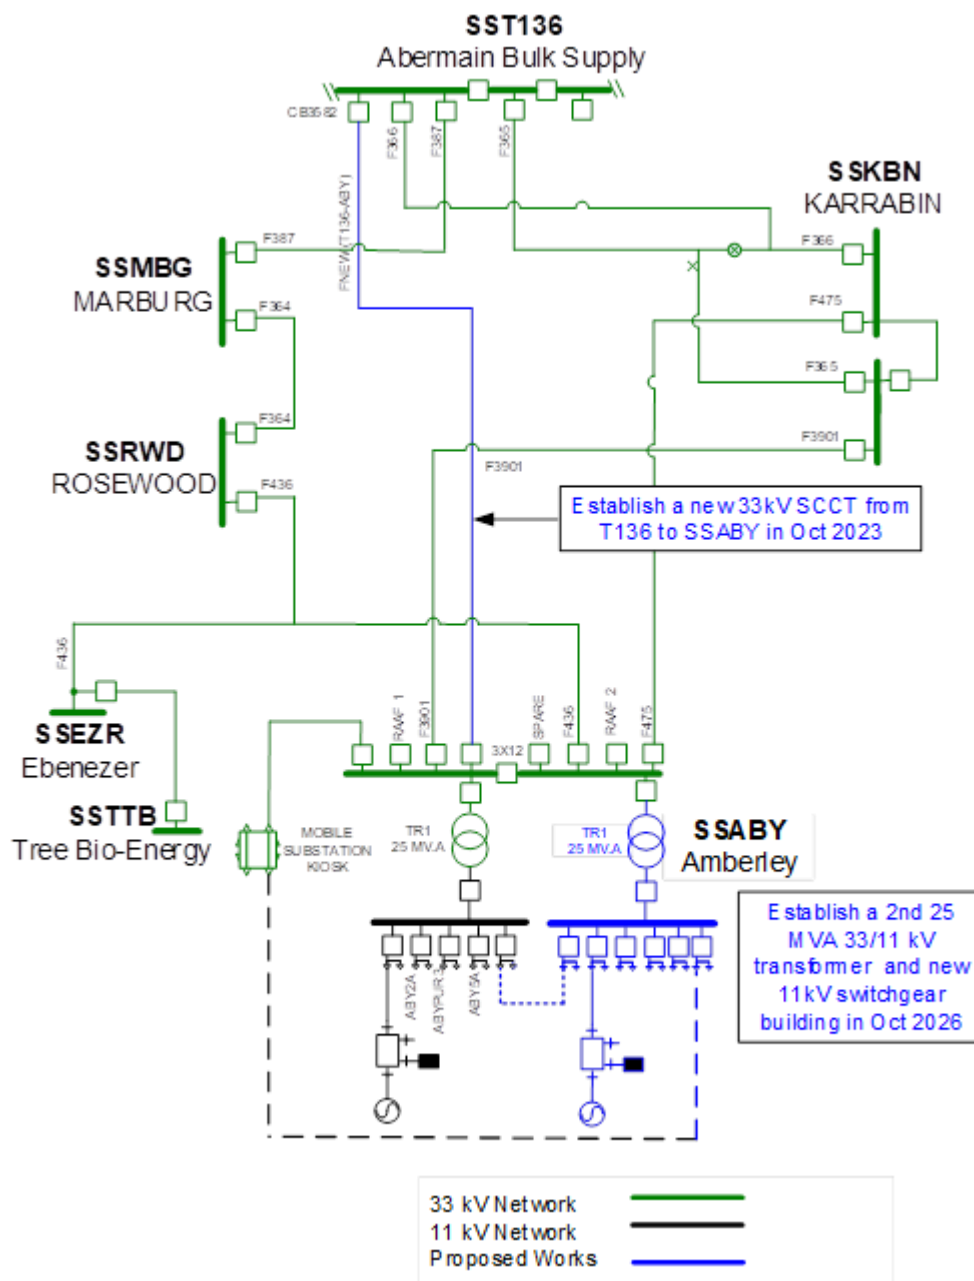 SST136
Abermain Bulk Supply
CB3582
F366
F387
F365
FNEW (T136-ABY)
SSKBN
KARRABIN
F387
F366
SSMBG
MARBURG
F364
F475
F365
F364
SSRWD
ROSEWOOD
F3901
F3901
F436
Establish a new 33kV SCCT from
T136 to SSABY in Oct 2023
F436
SSEZR
Ebenezer
RAAF 1
F3901
3X12
SPARE
F436
RAAF 2
F475
SSTTB
Tree Bio-Energy
MOBILE
SUBSTATION
KIOSK
TR1
25 MV.A
TR1
25 MV.A
SSABY
Amberley
Establish a 2nd 25
MVA 33/11 kV
transformer and new
11kV switchgear
building in Oct 2026
ABY2A
ABYPUR3
ABY5A
33 kV Network
11 kV Network
Proposed Works